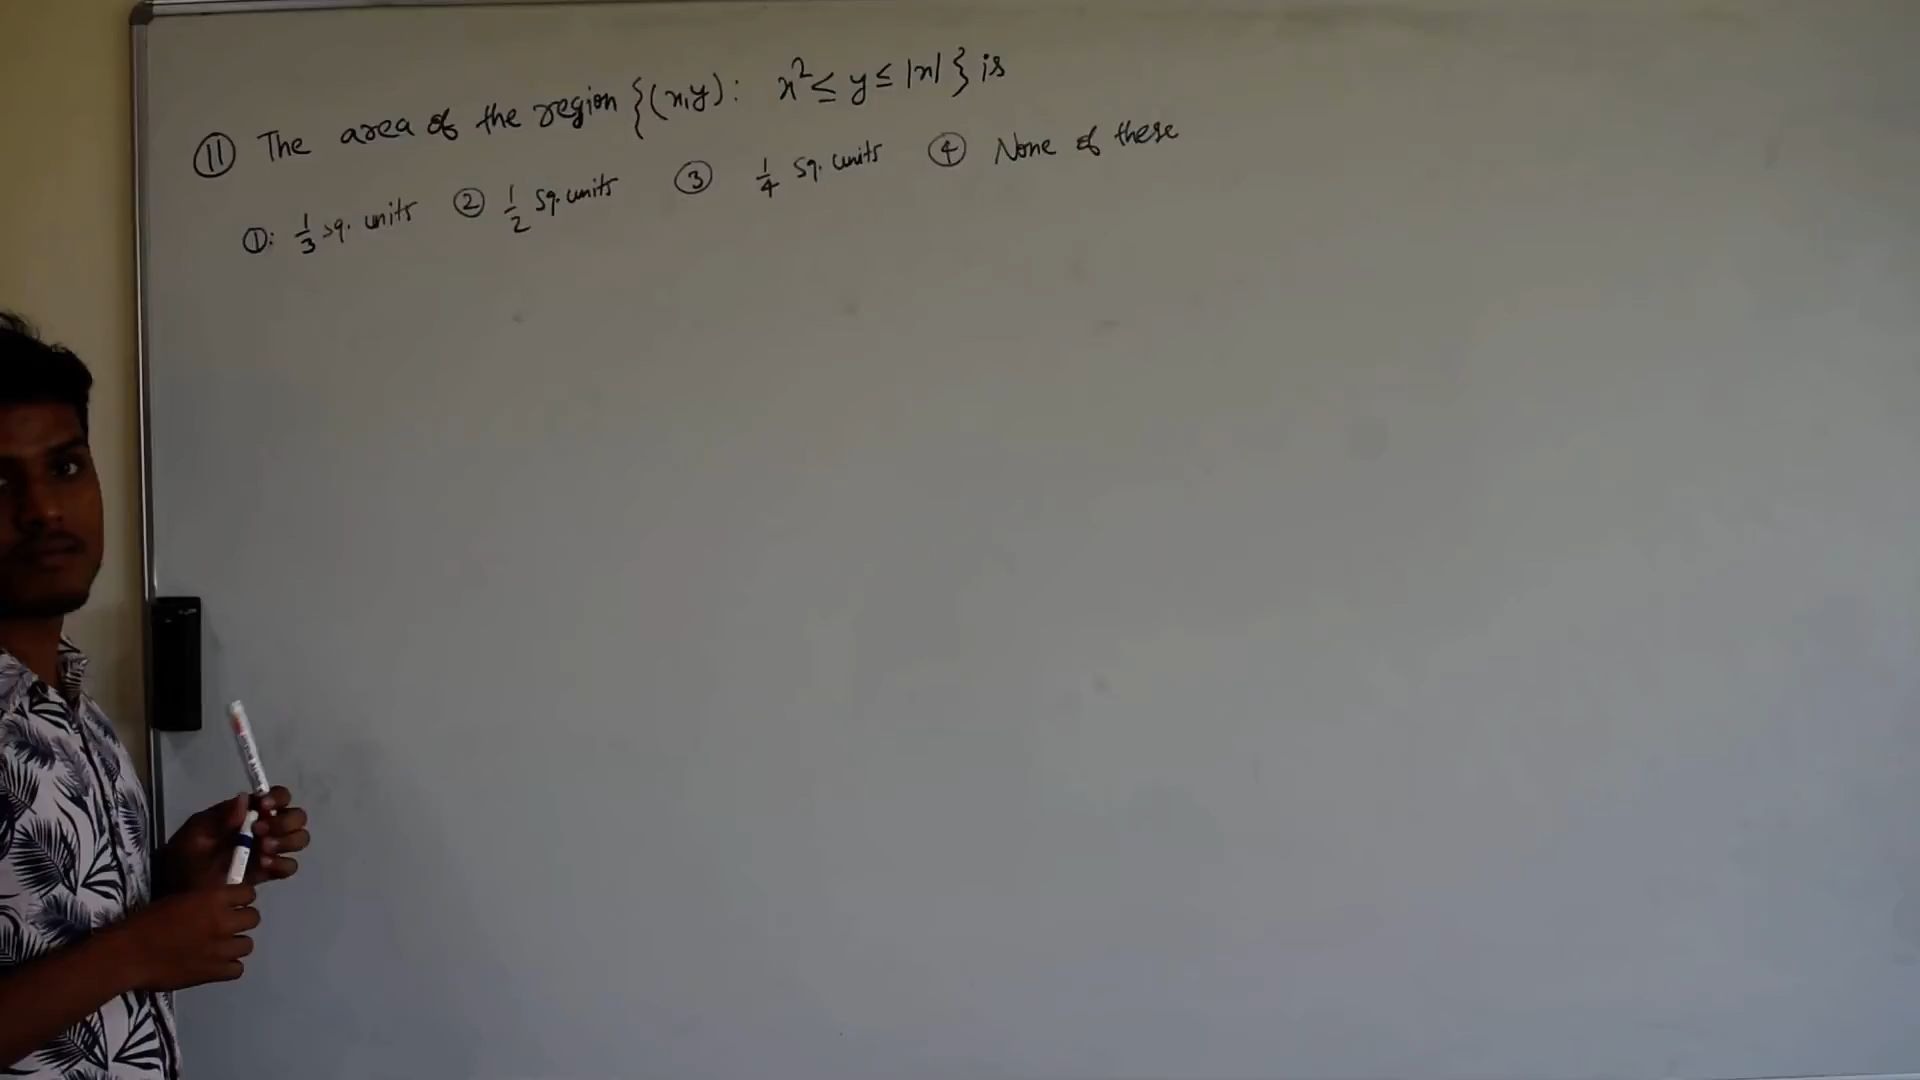 ⑪ The area of the region {(x,y): x² ≤ y ≤ |x|} is
①: 1/3 sq. units ② 1/2 sq. units ③ 1/4 sq. units ④ None of these